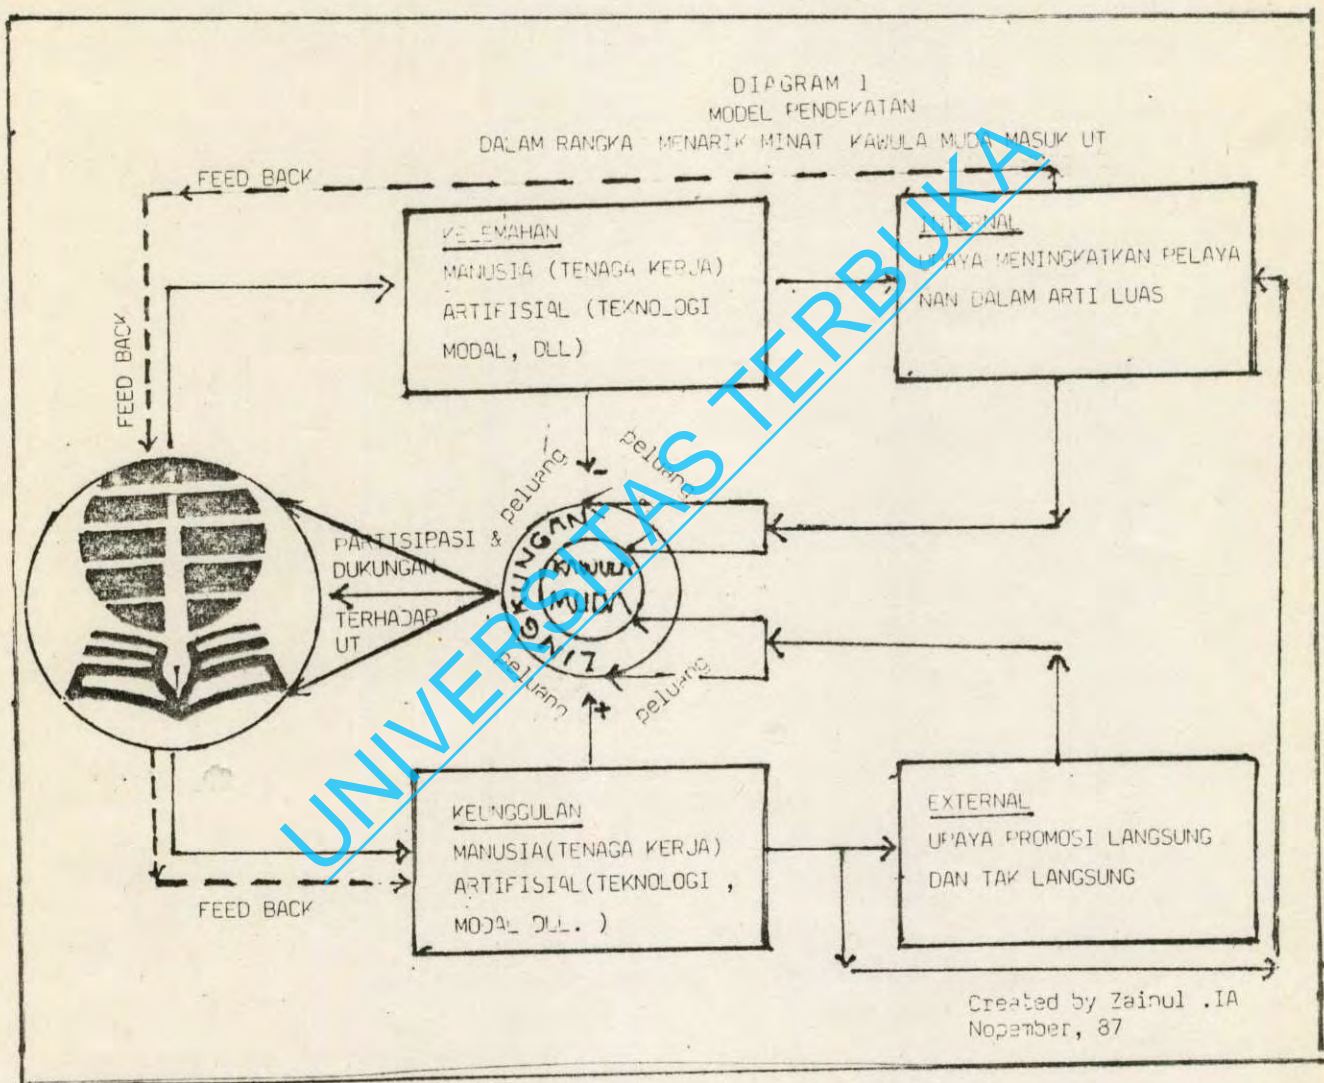 DIAGRAM 1
MODEL PENDEKATAN
DALAM RANGKA MENARIK MINAT KAWULA MUDA MASUK UT
FEED BACK
FEED BACK
KELEMAHAN
MANUSIA (TENAGA KERJA)
ARTIFISIAL (TEKNOLOGI
MODAL, DLL)
INTERNAL
UPAYA MENINGKATKAN PELAYA
NAN DALAM ARTI LUAS
peluang
peluang
PARTISIPASI &
DUKUNGAN
TERHADAP
UT
LINGKUNGAN
KAWULA
MUDA
peluang
peluang
-
+
KEUNGGULAN
MANUSIA(TENAGA KERJA)
ARTIFISIAL(TEKNOLOGI ,
MODAL DLL. )
FEED BACK
EXTERNAL
UPAYA PROMOSI LANGSUNG
DAN TAK LANGSUNG
Created by Zainul .IA
Nopember, 87
UNIVERSITAS TERBUKA